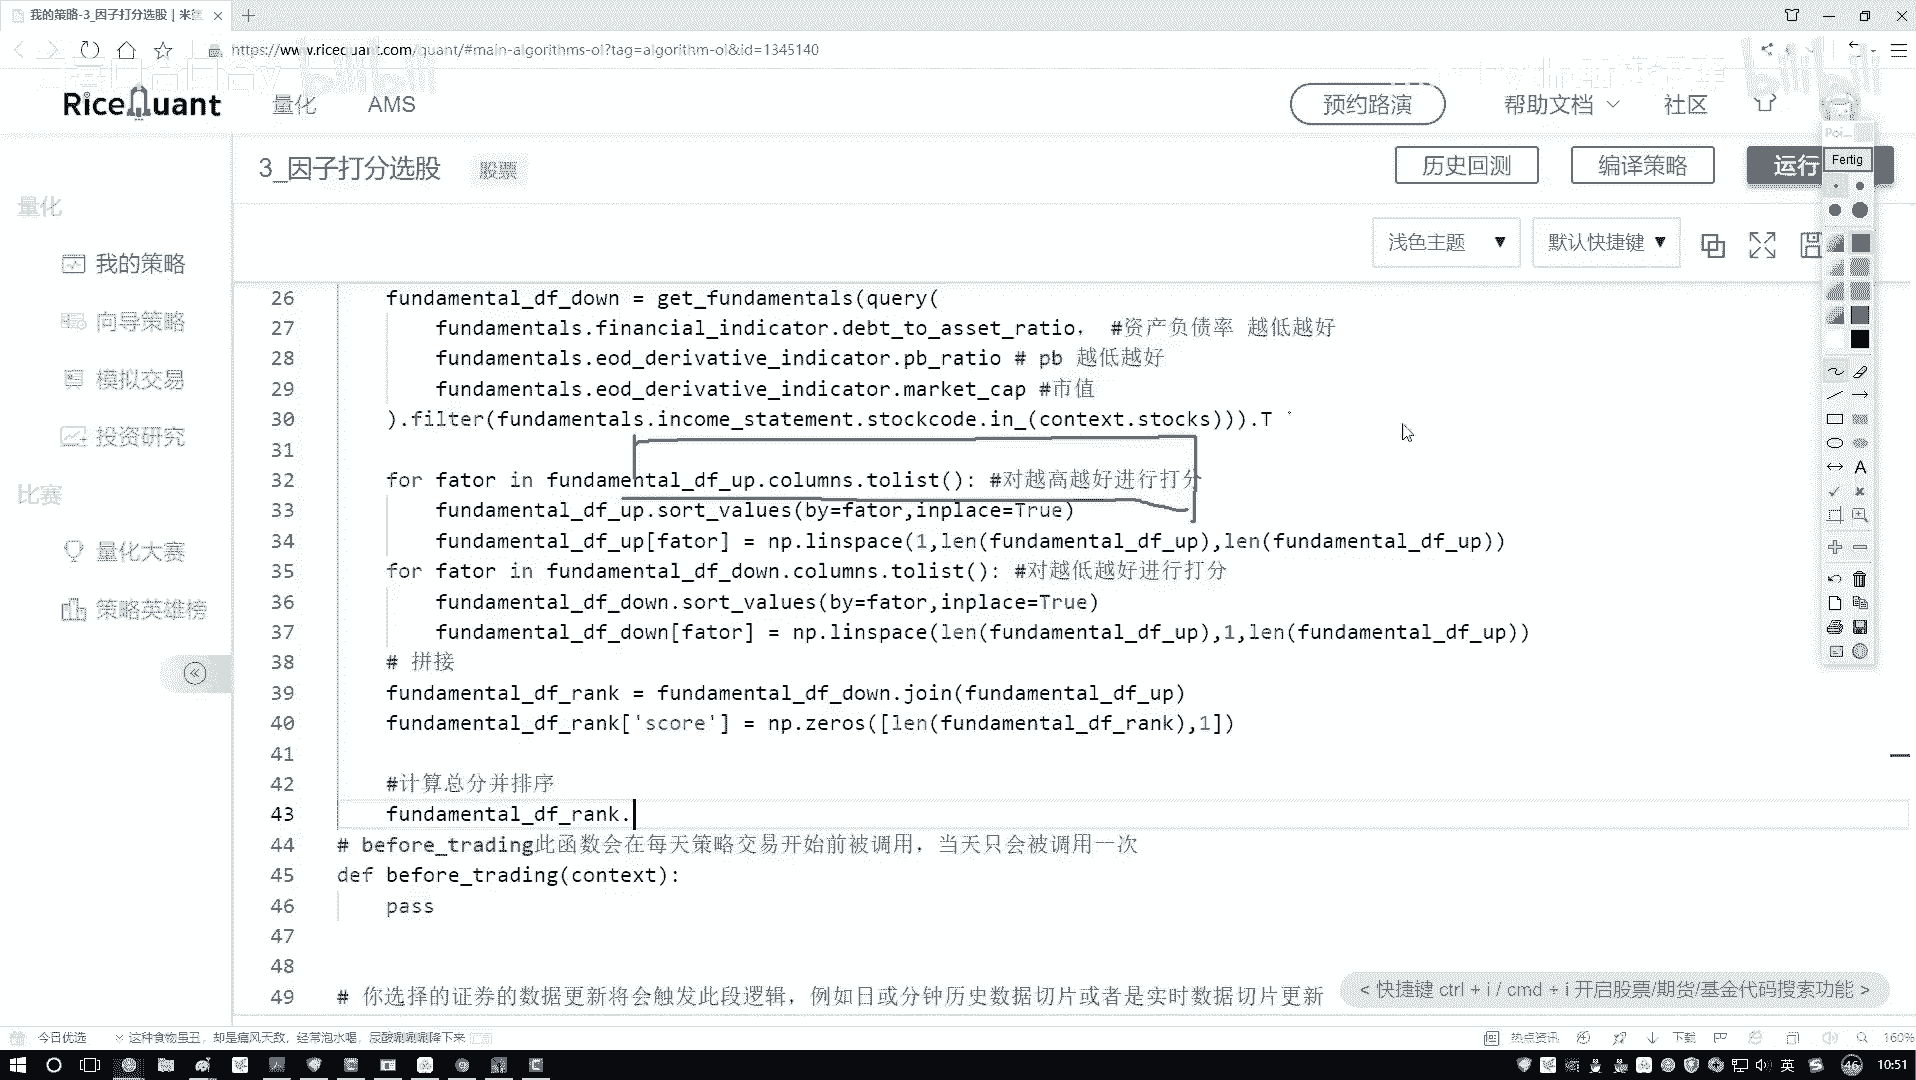 我的策略-3_因子打分选股 | 米
https://www.ricequant.com/quant/#main-algorithms-ol?tag=algorithm-ol&id=1345140
RiceQuant
量化
AMS
预约路演
帮助文档
社区
3_因子打分选股
股票
历史回测
编译策略
运行
Fertig
量化
我的策略
向导策略
模拟交易
投资研究
比赛
量化大赛
策略英雄榜
浅色主题
默认快捷键
26 fundamental_df_down = get_fundamentals(query(
27 fundamentals.financial_indicator.debt_to_asset_ratio, #资产负债率 越低越好
28 fundamentals.eod_derivative_indicator.pb_ratio # pb 越低越好
29 fundamentals.eod_derivative_indicator.market_cap #市值
30 ).filter(fundamentals.income_statement.stockcode.in_(context.stocks))).T `
31
32 for fator in fundamental_df_up.columns.tolist(): #对越高越好进行打分
33 fundamental_df_up.sort_values(by=fator,inplace=True)
34 fundamental_df_up[fator] = np.linspace(1,len(fundamental_df_up),len(fundamental_df_up))
35 for fator in fundamental_df_down.columns.tolist(): #对越低越好进行打分
36 fundamental_df_down.sort_values(by=fator,inplace=True)
37 fundamental_df_down[fator] = np.linspace(len(fundamental_df_up),1,len(fundamental_df_up))
38 # 拼接
39 fundamental_df_rank = fundamental_df_down.join(fundamental_df_up)
40 fundamental_df_rank['score'] = np.zeros([len(fundamental_df_rank),1])
41
42 #计算总分并排序
43 fundamental_df_rank.
44 # before_trading此函数会在每天策略交易开始前被调用，当天只会被调用一次
45 def before_trading(context):
46 pass
47
48
49 # 你选择的证券的数据更新将会触发此段逻辑，例如日或分钟历史数据切片或者是实时数据切片更新
< 快捷键 ctrl + i / cmd + i 开启股票/期货/基金代码搜索功能 >
今日优选
这种食物虽丑，却是痛风天敌，经常泡水喝，尿酸唰唰唰降下来
热点资讯
下载
160%
英
46
10:51